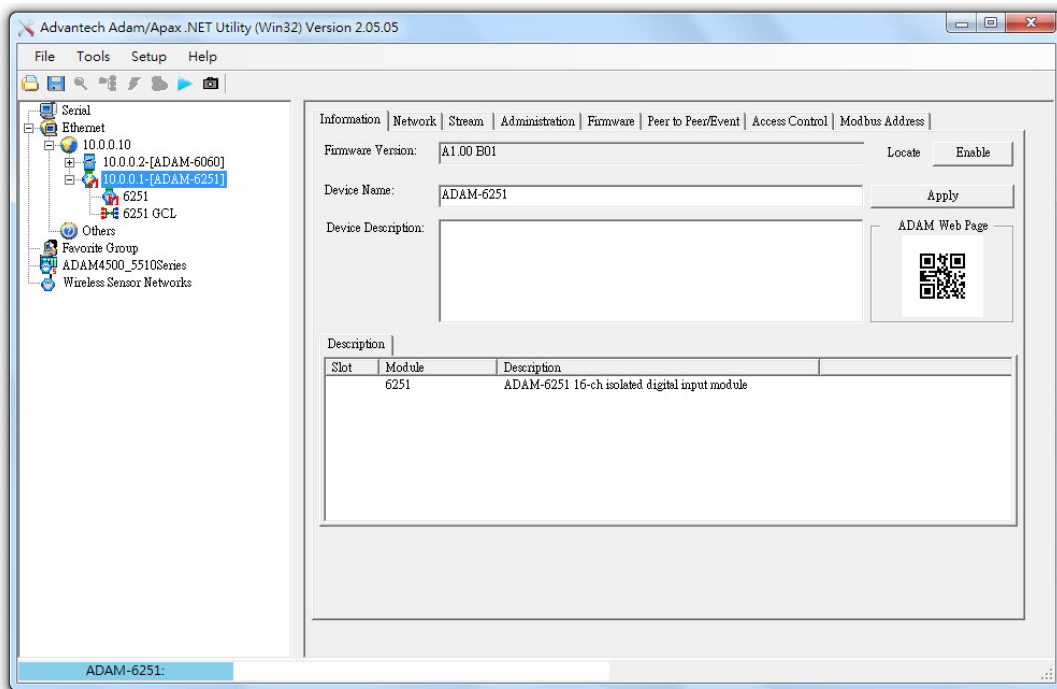 Advantech Adam/Apax .NET Utility (Win32) Version 2.05.05
File Tools Setup Help
Serial
Ethernet
10.0.0.10
10.0.0.2-[ADAM-6060]
10.0.0.1-[ADAM-6251]
6251
6251 GCL
Others
Favorite Group
ADAM4500_5510Series
Wireless Sensor Networks
Information Network Stream Administration Firmware Peer to Peer/Event Access Control Modbus Address
Firmware Version: A1.00 B01 Locate Enable
Device Name: ADAM-6251 Apply
Device Description: ADAM Web Page
Description
Slot Module Description
6251 ADAM-6251 16-ch isolated digital input module
ADAM-6251: